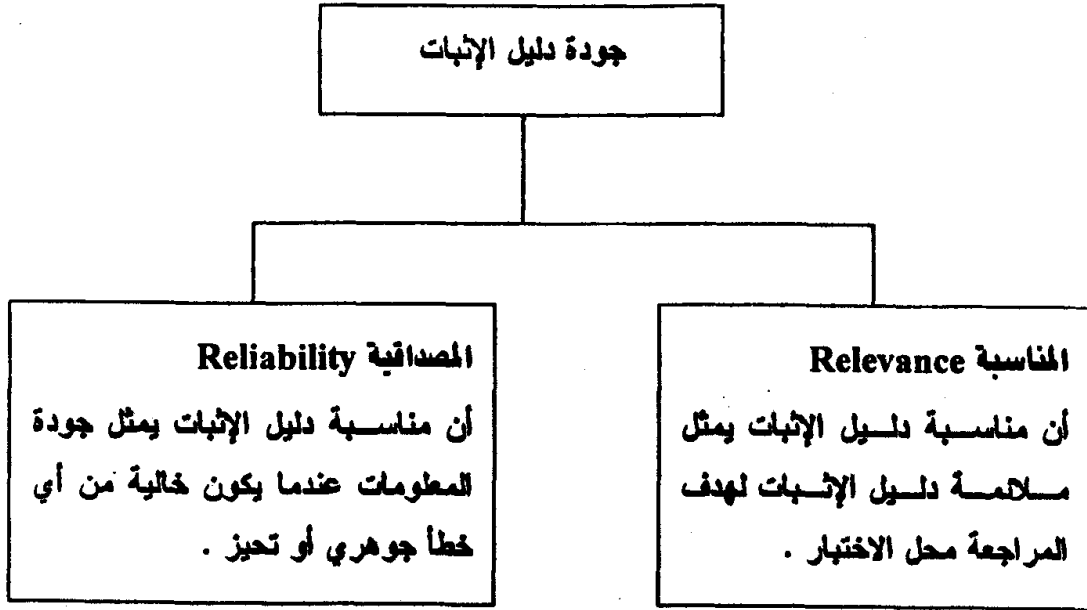 جودة دليل الإثبات
المناسبة Relevance
أن مناسبة دليل الإثبات يمثل
ملائمة دليل الإثبات لهدف
المراجعة محل الاختبار .
المصداقية Reliability
أن مناسبة دليل الإثبات يمثل جودة
المعلومات عندما يكون خالية من أي
خطأ جوهري أو تحيز .